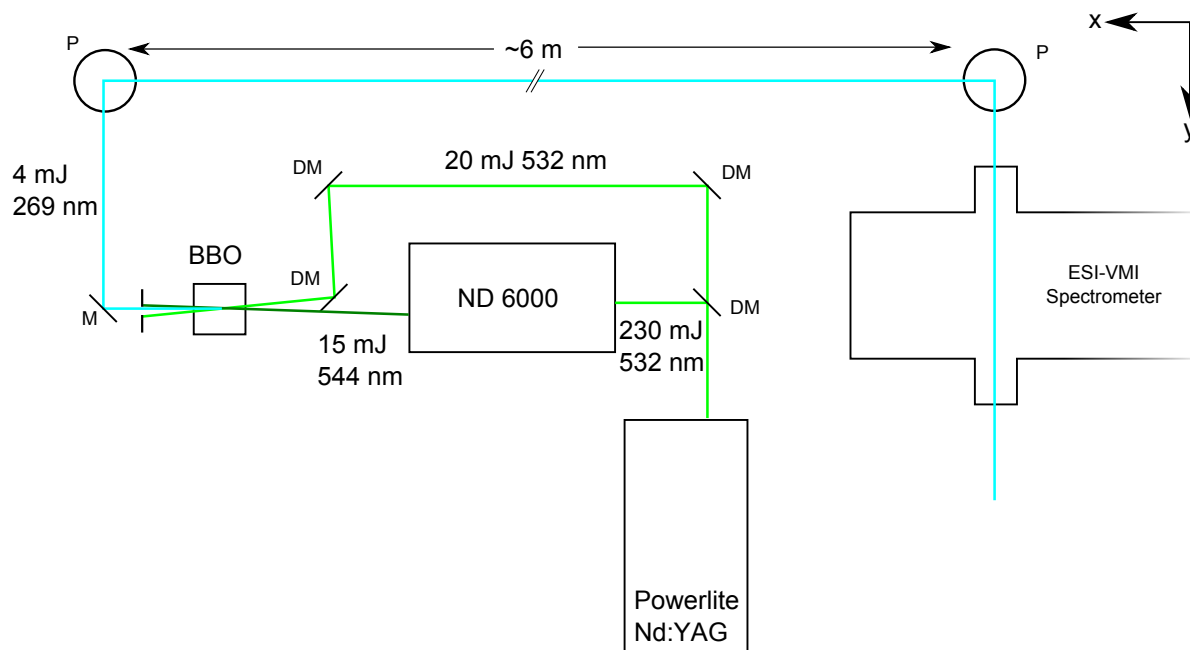 P
~6 m
P
x
y
4 mJ
269 nm
DM
20 mJ 532 nm
DM
BBO
DM
M
ND 6000
DM
15 mJ
544 nm
230 mJ
532 nm
ESI-VMI
Spectrometer
Powerlite
Nd:YAG